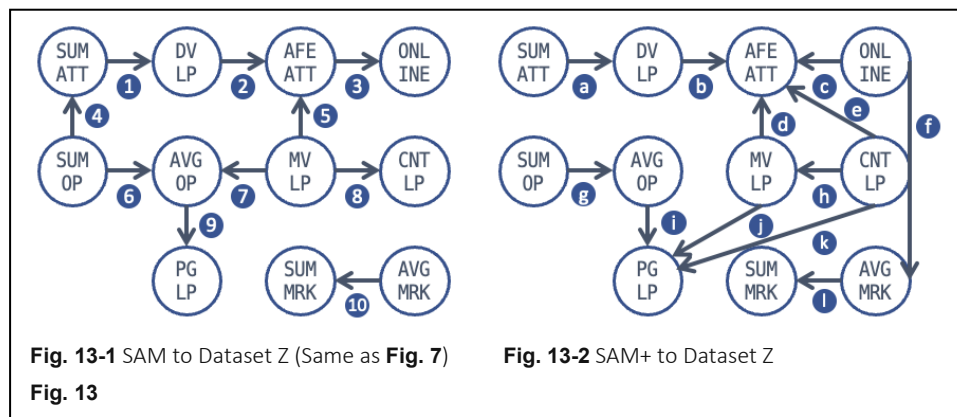 SUM ATT
1
DV LP
2
AFE ATT
3
ONL INE
4
5
SUM OP
6
AVG OP
7
MV LP
8
CNT LP
9
PG LP
SUM MRK
10
AVG MRK
SUM ATT
a
DV LP
b
AFE ATT
c
ONL INE
d
e
f
SUM OP
g
AVG OP
MV LP
h
CNT LP
i
j
k
PG LP
SUM MRK
l
AVG MRK
Fig. 13-1 SAM to Dataset Z (Same as Fig. 7)
Fig. 13-2 SAM+ to Dataset Z
Fig. 13